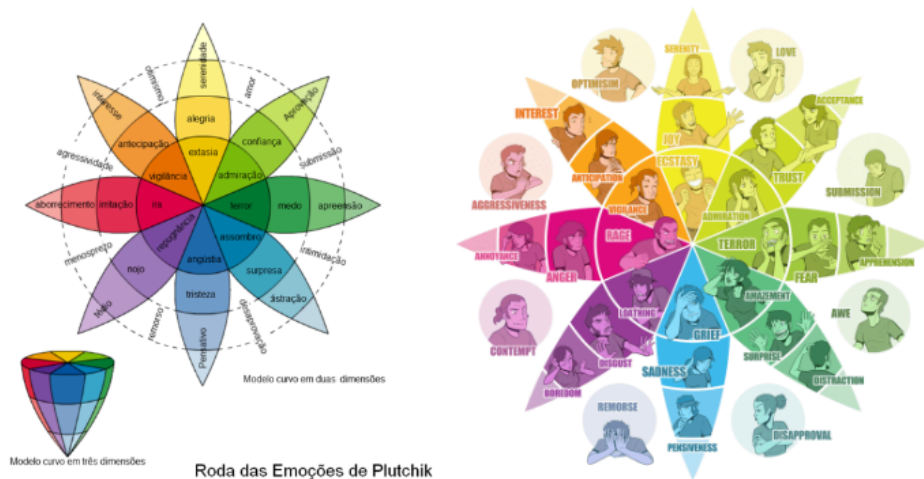 serenidade
otimismo
amor
interesse
Aprovação
alegria
antecipação
confiança
extasia
agressividade
submissão
vigilância
admiração
aborrecimento
irritação
ira
terror
medo
apreensão
repognância
assombro
menosprezo
intimidação
angústia
nojo
surpresa
tédio
tristeza
distração
remorso
desaprovação
Pensativo
Modelo curvo em duas dimensões
Modelo curvo em três dimensões
Roda das Emoções de Plutchik
SERENITY
LOVE
OPTIMISIM
ACCEPTANCE
INTEREST
JOY
ECSTASY
TRUST
ANTICIPATION
AGGRESSIVENESS
VIGILANCE
ADMIRATION
SUBMISSION
RAGE
TERROR
ANNOYANCE
ANGER
FEAR
APPREHENSION
LOATHING
AMAZEMENT
GRIEF
AWE
CONTEMPT
DISGUST
SURPRISE
BOREDOM
SADNESS
DISTRACTION
REMORSE
DISAPPROVAL
PENSIVENESS